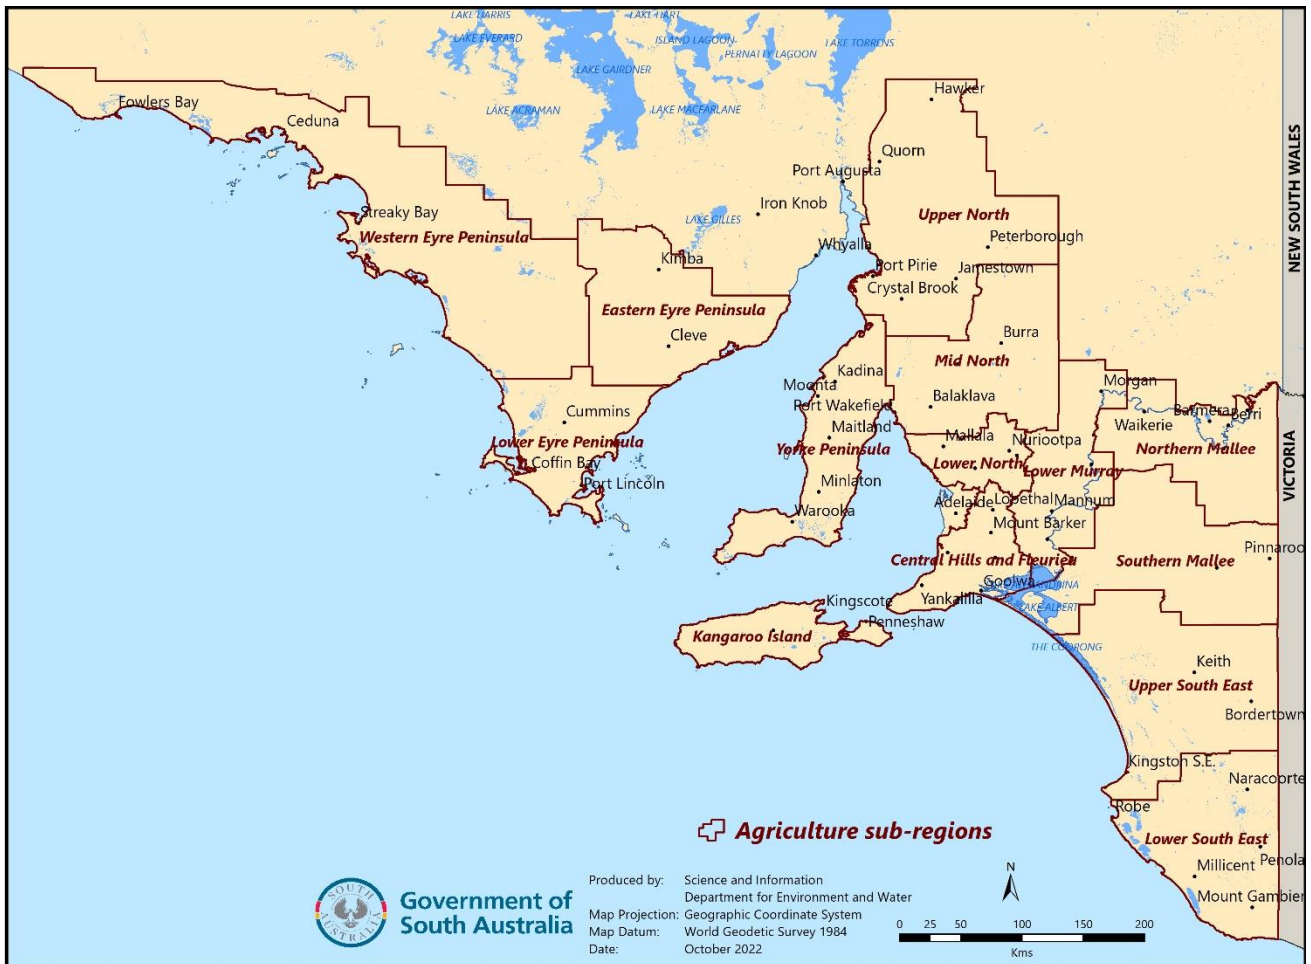 LAKE HARRIS
LAKE HART
LAKE EVERARD
ISLAND LAGOON
LAKE TORRENS
PERNATTY LAGOON
LAKE GAIRDNER
Hawker
Fowlers Bay
LAKE ACRAMAN
LAKE MACFARLANE
Ceduna
NEW SOUTH WALES
Quorn
Port Augusta
Iron Knob
Streaky Bay
LAKE GILLES
Upper North
Western Eyre Peninsula
Whyalla
Peterborough
Kimba
Port Pirie
Jamestown
Crystal Brook
Eastern Eyre Peninsula
Cleve
Burra
Mid North
Kadina
Moonta
Morgan
Port Wakefield
Balaklava
Cummins
Barmera
Berri
Maitland
Waikerie
Lower Eyre Peninsula
Mallala
Nuriootpa
Yorke Peninsula
Northern Mallee
Coffin Bay
Lower North
Lower Murray
VICTORIA
Port Lincoln
Minlaton
Adelaide
Lobethal
Mannum
Warooka
Mount Barker
Pinnaroo
Central Hills and Fleurieu
Southern Mallee
Goolwa
Yankalilla
Kingscote
LAKE ALBERT
Penneshaw
Kangaroo Island
THE COORONG
Keith
Upper South East
Bordertown
Kingston S.E.
Naracoorte
Robe
Agriculture sub-regions
Lower South East
Penola
Millicent
Mount Gambier
SOUTH AUSTRALIA
Government of
South Australia
Produced by: Science and Information
Department for Environment and Water
Map Projection: Geographic Coordinate System
Map Datum: World Geodetic Survey 1984
Date: October 2022
N
0 25 50 100 150 200
Kms